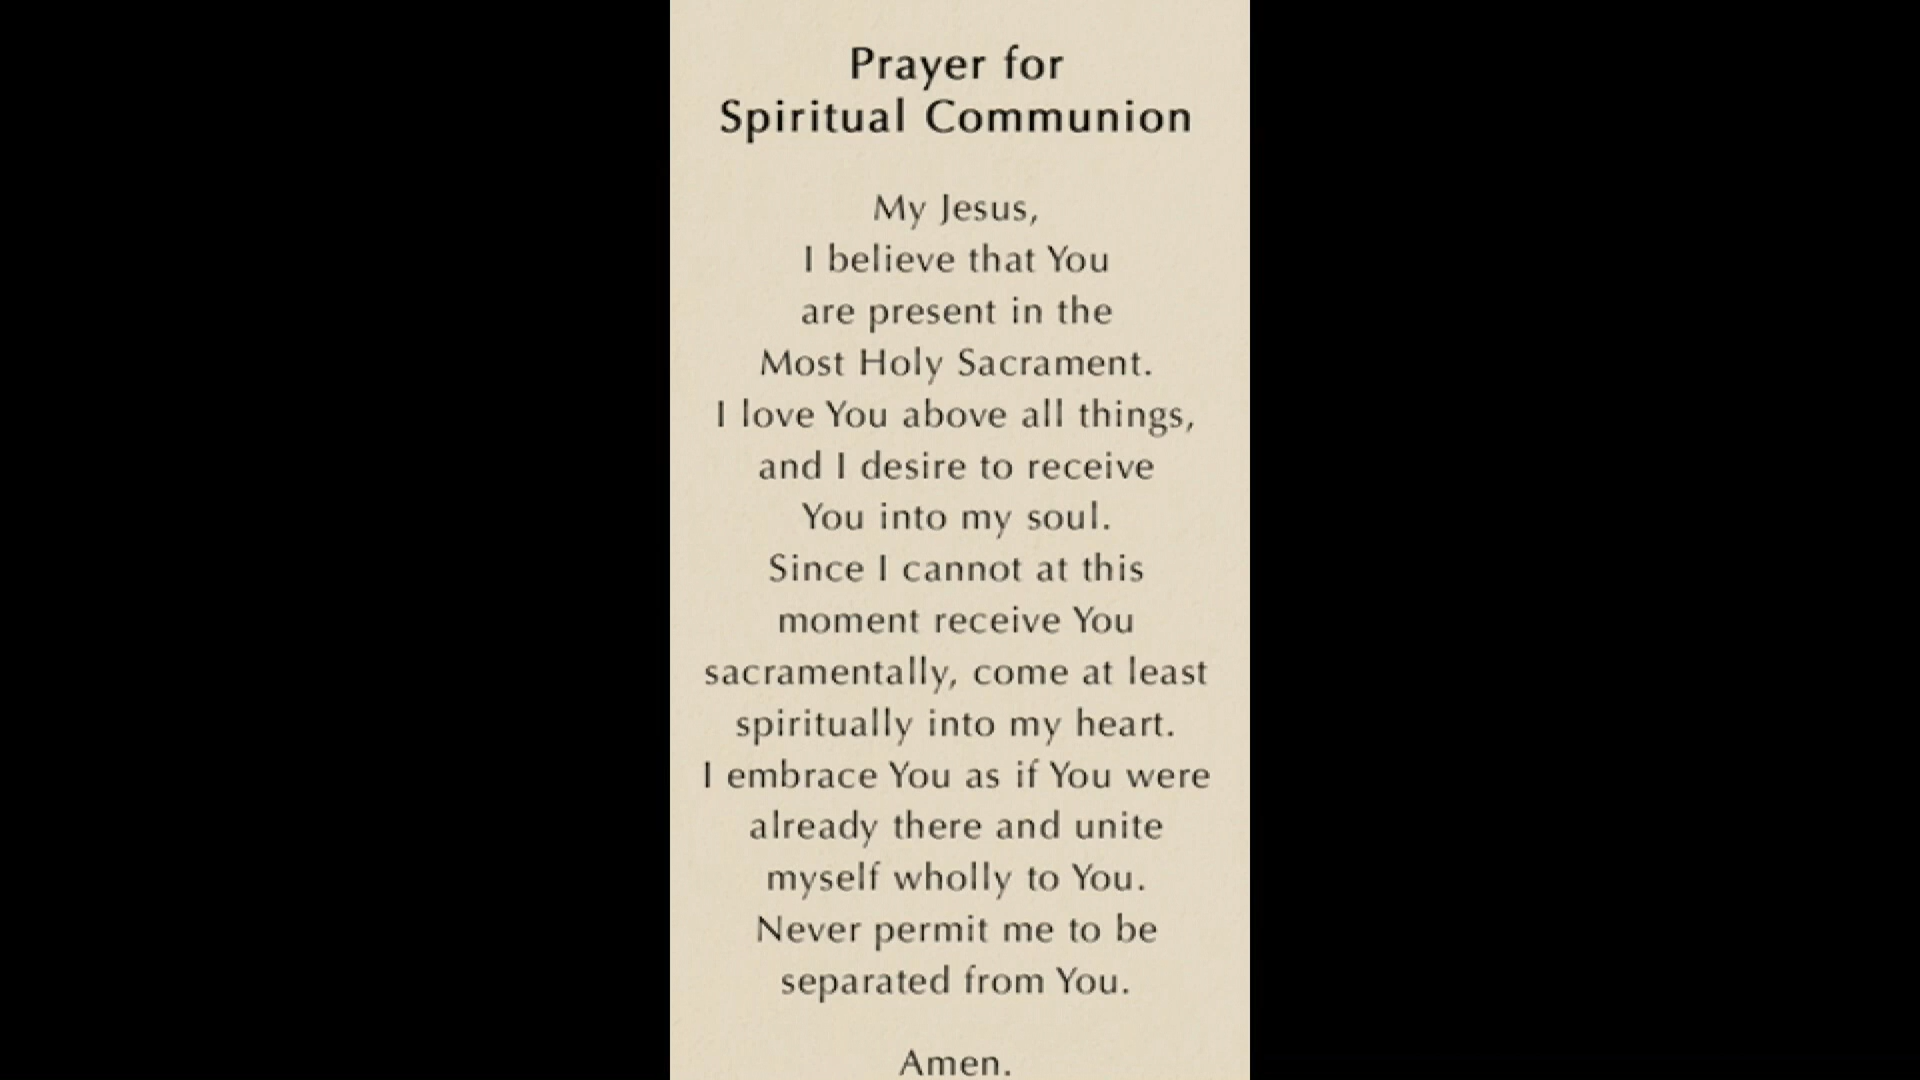 Prayer for
Spiritual Communion
My Jesus,
I believe that You
are present in the
Most Holy Sacrament.
I love You above all things,
and I desire to receive
You into my soul.
Since I cannot at this
moment receive You
sacramentally, come at least
spiritually into my heart.
I embrace You as if You were
already there and unite
myself wholly to You.
Never permit me to be
separated from You.
Amen.